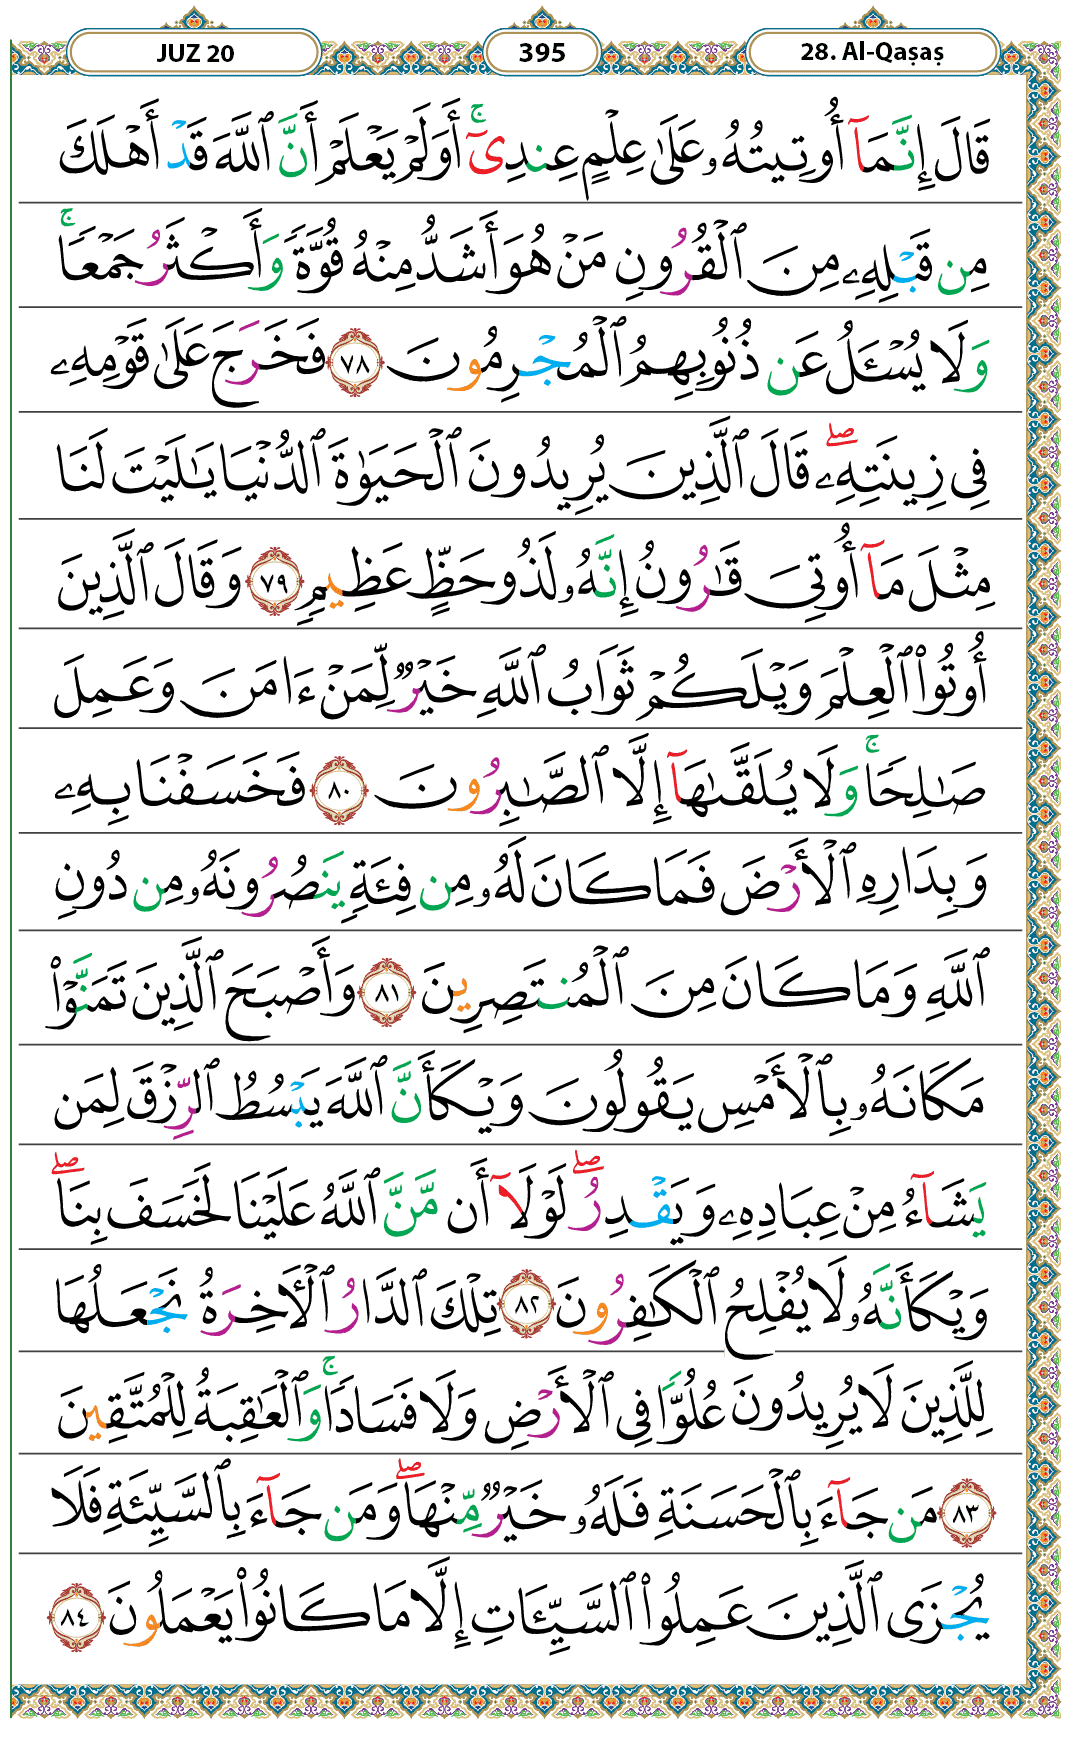 JUZ 20
395
28. Al-Qaṣaṣ
قَالَ إِنَّمَآ أُوتِيتُهُۥ عَلَىٰ عِلْمٍ عِندِىٓ ۚ أَوَلَمْ يَعْلَمْ أَنَّ ٱللَّهَ قَدْ أَهْلَكَ
مِن قَبْلِهِۦ مِنَ ٱلْقُرُونِ مَنْ هُوَ أَشَدُّ مِنْهُ قُوَّةً وَأَكْثَرُ جَمْعًا ۚ
وَلَا يُسْـَٔلُ عَن ذُنُوبِهِمُ ٱلْمُجْرِمُونَ ٧٨ فَخَرَجَ عَلَىٰ قَوْمِهِۦ
فِى زِينَتِهِۦ ۖ قَالَ ٱلَّذِينَ يُرِيدُونَ ٱلْحَيَوٰةَ ٱلدُّنْيَا يَـٰلَيْتَ لَنَا
مِثْلَ مَآ أُوتِىَ قَـٰرُونُ إِنَّهُۥ لَذُو حَظٍّ عَظِيمٍ ٧٩ وَقَالَ ٱلَّذِينَ
أُوتُوا۟ ٱلْعِلْمَ وَيْلَكُمْ ثَوَابُ ٱللَّهِ خَيْرٌ لِّمَنْ ءَامَنَ وَعَمِلَ
صَـٰلِحًا ۚ وَلَا يُلَقَّىٰهَآ إِلَّا ٱلصَّـٰبِرُونَ ٨٠ فَخَسَفْنَا بِهِۦ
وَبِدَارِهِ ٱلْأَرْضَ فَمَا كَانَ لَهُۥ مِن فِئَةٍ يَنصُرُونَهُۥ مِن دُونِ
ٱللَّهِ وَمَا كَانَ مِنَ ٱلْمُنتَصِرِينَ ٨١ وَأَصْبَحَ ٱلَّذِينَ تَمَنَّوْا۟
مَكَانَهُۥ بِٱلْأَمْسِ يَقُولُونَ وَيْكَأَنَّ ٱللَّهَ يَبْسُطُ ٱلرِّزْقَ لِمَن
يَشَآءُ مِنْ عِبَادِهِۦ وَيَقْدِرُ ۖ لَوْلَآ أَن مَّنَّ ٱللَّهُ عَلَيْنَا لَخَسَفَ بِنَا ۖ
وَيْكَأَنَّهُۥ لَا يُفْلِحُ ٱلْكَـٰفِرُونَ ٨٢ تِلْكَ ٱلدَّارُ ٱلْـَٔاخِرَةُ نَجْعَلُهَا
لِلَّذِينَ لَا يُرِيدُونَ عُلُوًّا فِى ٱلْأَرْضِ وَلَا فَسَادًا ۚ وَٱلْعَـٰقِبَةُ لِلْمُتَّقِينَ
٨٣ مَن جَآءَ بِٱلْحَسَنَةِ فَلَهُۥ خَيْرٌ مِّنْهَا ۖ وَمَن جَآءَ بِٱلسَّيِّئَةِ فَلَا
يُجْزَى ٱلَّذِينَ عَمِلُوا۟ ٱلسَّيِّـَٔاتِ إِلَّا مَا كَانُوا۟ يَعْمَلُونَ ٨٤